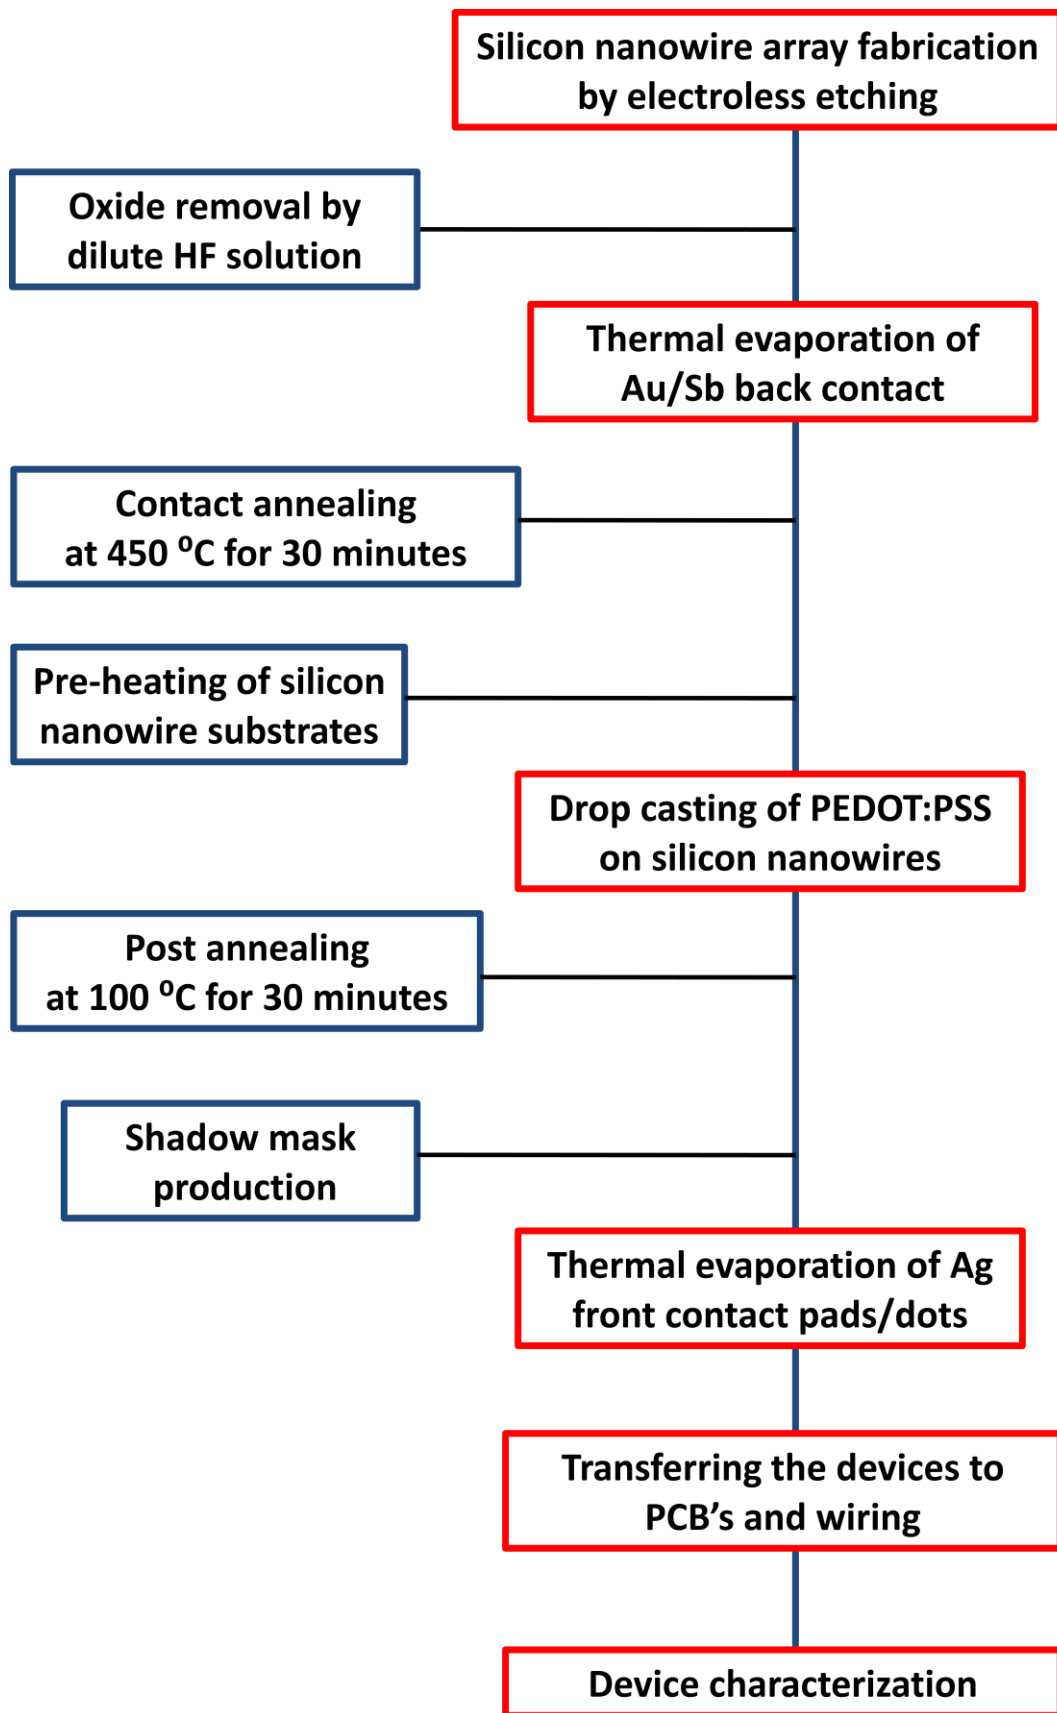 Silicon nanowire array fabrication
by electroless etching
Oxide removal by
dilute HF solution
Thermal evaporation of
Au/Sb back contact
Contact annealing
at 450 ⁰C for 30 minutes
Pre-heating of silicon
nanowire substrates
Drop casting of PEDOT:PSS
on silicon nanowires
Post annealing
at 100 ⁰C for 30 minutes
Shadow mask
production
Thermal evaporation of Ag
front contact pads/dots
Transferring the devices to
PCB’s and wiring
Device characterization